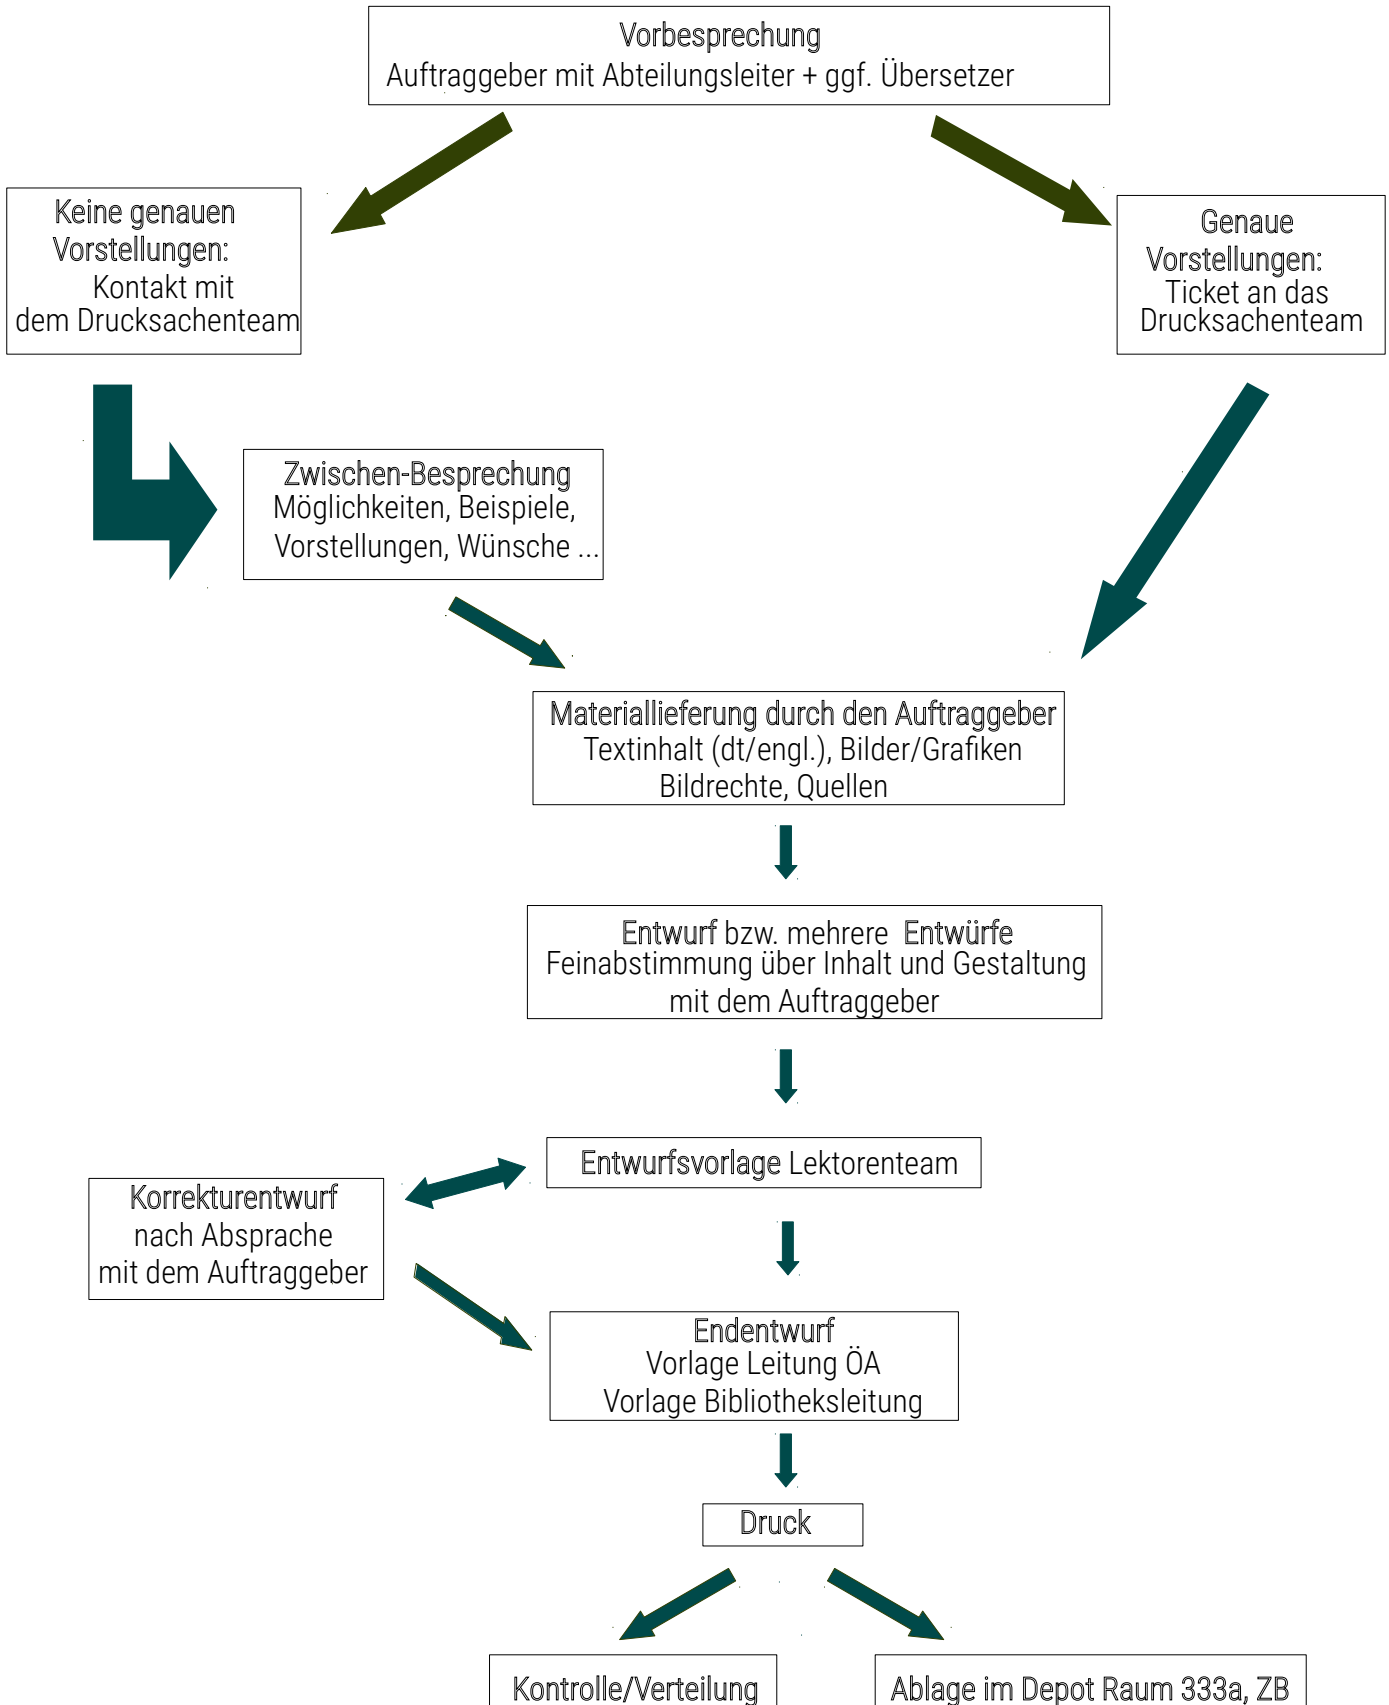 Vorbesprechung
Auftraggeber mit Abteilungsleiter + ggf. Übersetzer
Keine genauen
Vorstellungen:
Kontakt mit
dem Drucksachenteam
Genaue
Vorstellungen:
Ticket an das
Drucksachenteam
Zwischen-Besprechung
Möglichkeiten, Beispiele,
Vorstellungen, Wünsche ...
Materiallieferung durch den Auftraggeber
Textinhalt (dt/engl.), Bilder/Grafiken
Bildrechte, Quellen
Entwurf bzw. mehrere Entwürfe
Feinabstimmung über Inhalt und Gestaltung
mit dem Auftraggeber
Entwurfsvorlage Lektorenteam
Korrekturentwurf
nach Absprache
mit dem Auftraggeber
Endentwurf
Vorlage Leitung ÖA
Vorlage Bibliotheksleitung
Druck
Kontrolle/Verteilung
Ablage im Depot Raum 333a, ZB